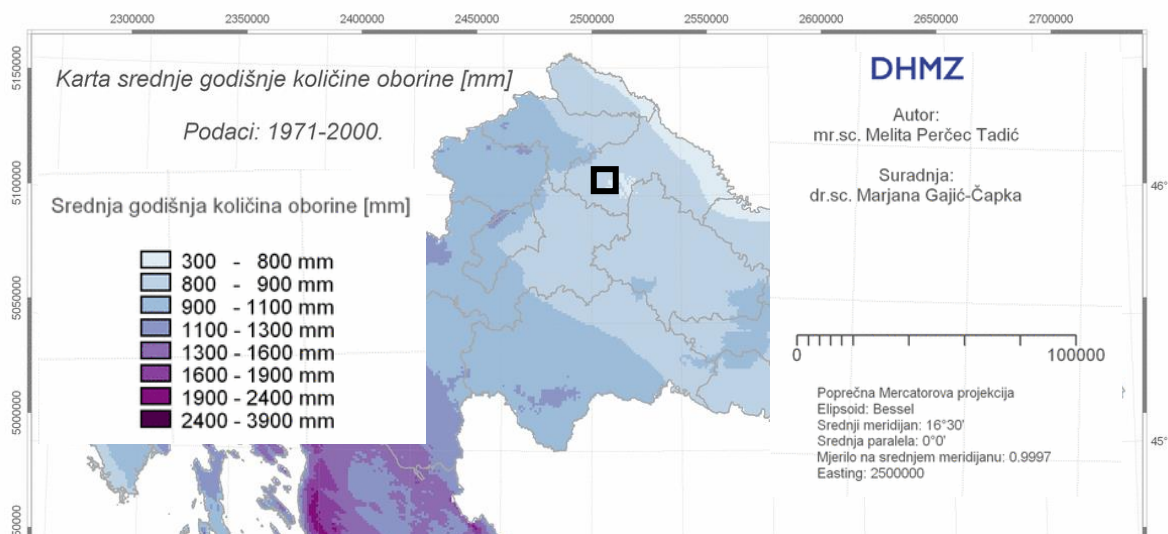 2300000 2350000 2400000 2450000 2500000 2550000 2600000 2650000 2700000
5150000
5100000
5050000
5000000
Karta srednje godišnje količine oborine [mm]
Podaci: 1971-2000.
Srednja godišnja količina oborine [mm]
300 - 800 mm
800 - 900 mm
900 - 1100 mm
1100 - 1300 mm
1300 - 1600 mm
1600 - 1900 mm
1900 - 2400 mm
2400 - 3900 mm
DHMZ
Autor:
mr.sc. Melita Perčec Tadić
Suradnja:
dr.sc. Marjana Gajić-Čapka
46°
0 100000
Poprečna Mercatorova projekcija
Elipsoid: Bessel
Srednji meridijan: 16°30'
Srednja paralela: 0°0'
Mjerilo na srednjem meridijanu: 0.9997
Easting: 2500000
45°